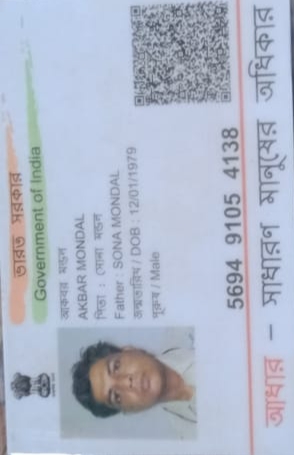 ভারত সরকার
Government of India
আকবর মন্ডল
AKBAR MONDAL
পিতা : সোনা মন্ডল
Father : SONA MONDAL
জন্মতারিখ / DOB : 12/01/1979
পুরুষ / Male
5694 9105 4138
আধার – সাধারণ মানুষের অধিকার